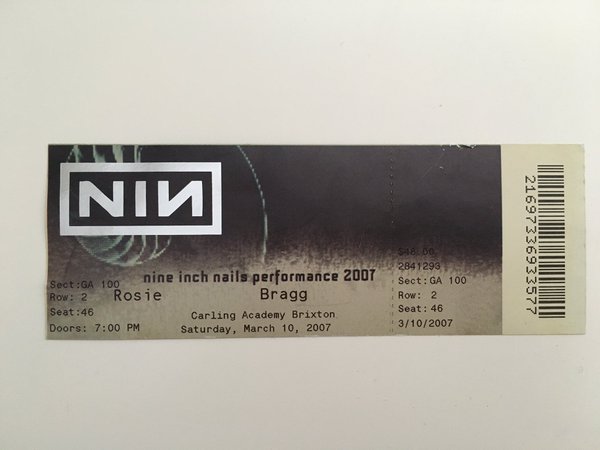 NIN
nine inch nails performance 2007
Sect:GA 100
Row: 2 Rosie Bragg
Seat:46
Doors: 7:00 PM
Carling Academy Brixton
Saturday, March 10, 2007
2841293
Sect:GA 100
Row: 2
Seat: 46
3/10/2007
21697336933577